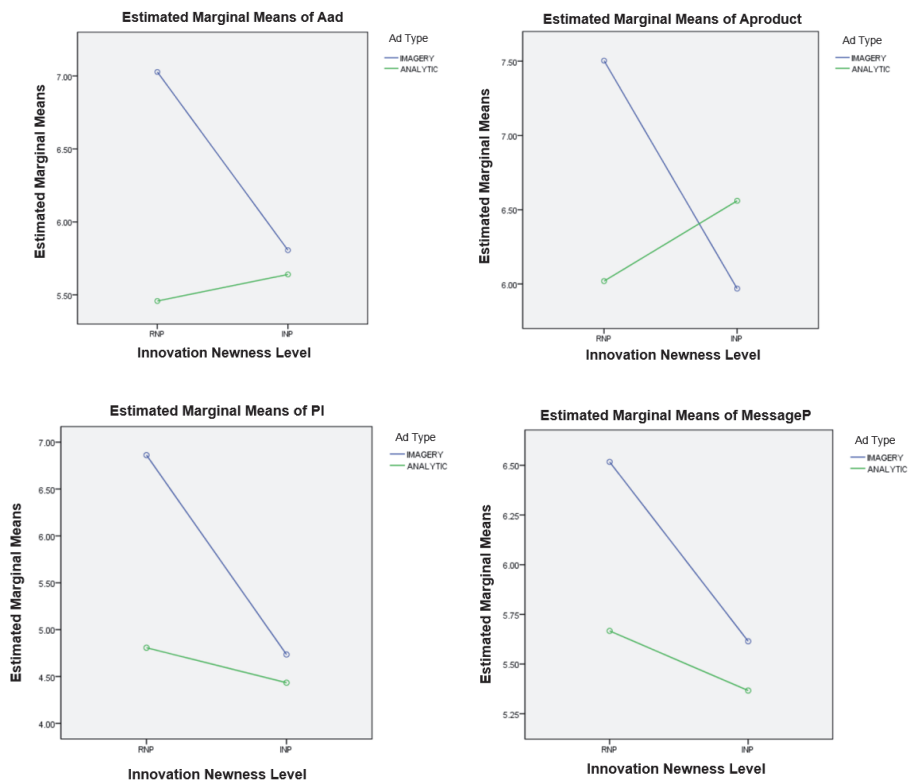 Estimated Marginal Means of Aad
Ad Type
IMAGERY
ANALYTIC
Estimated Marginal Means
7.00
6.50
6.00
5.50
RNP
INP
Innovation Newness Level
Estimated Marginal Means of Aproduct
Ad Type
IMAGERY
ANALYTIC
Estimated Marginal Means
7.50
7.00
6.50
6.00
RNP
INP
Innovation Newness Level
Estimated Marginal Means of PI
Ad Type
IMAGERY
ANALYTIC
Estimated Marginal Means
7.00
6.50
6.00
5.50
5.00
4.50
4.00
RNP
INP
Innovation Newness Level
Estimated Marginal Means of MessageP
Ad Type
IMAGERY
ANALYTIC
Estimated Marginal Means
6.50
6.25
6.00
5.75
5.50
5.25
RNP
INP
Innovation Newness Level